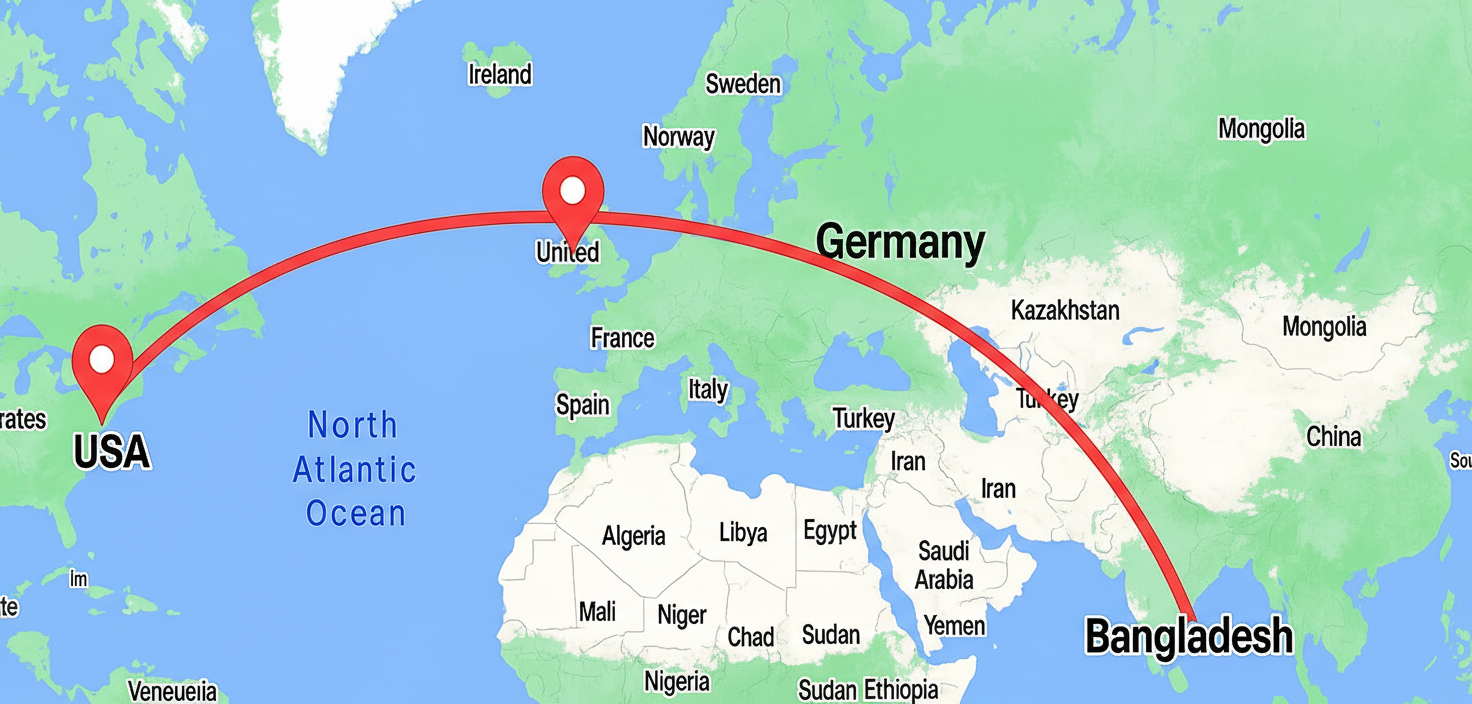 Ireland
Sweden
Norway
Mongolia
United
Germany
Kazakhstan
Mongolia
France
Italy
Spain
Turkey
Turkey
rates
USA
China
North
Atlantic
Ocean
Iran
Iran
Sou
Algeria
Libya
Egypt
Saudi
Arabia
Im
te
Mali
Niger
Chad
Sudan
Yemen
Bangladesh
Nigeria
Sudan Ethiopia
Veneueiia